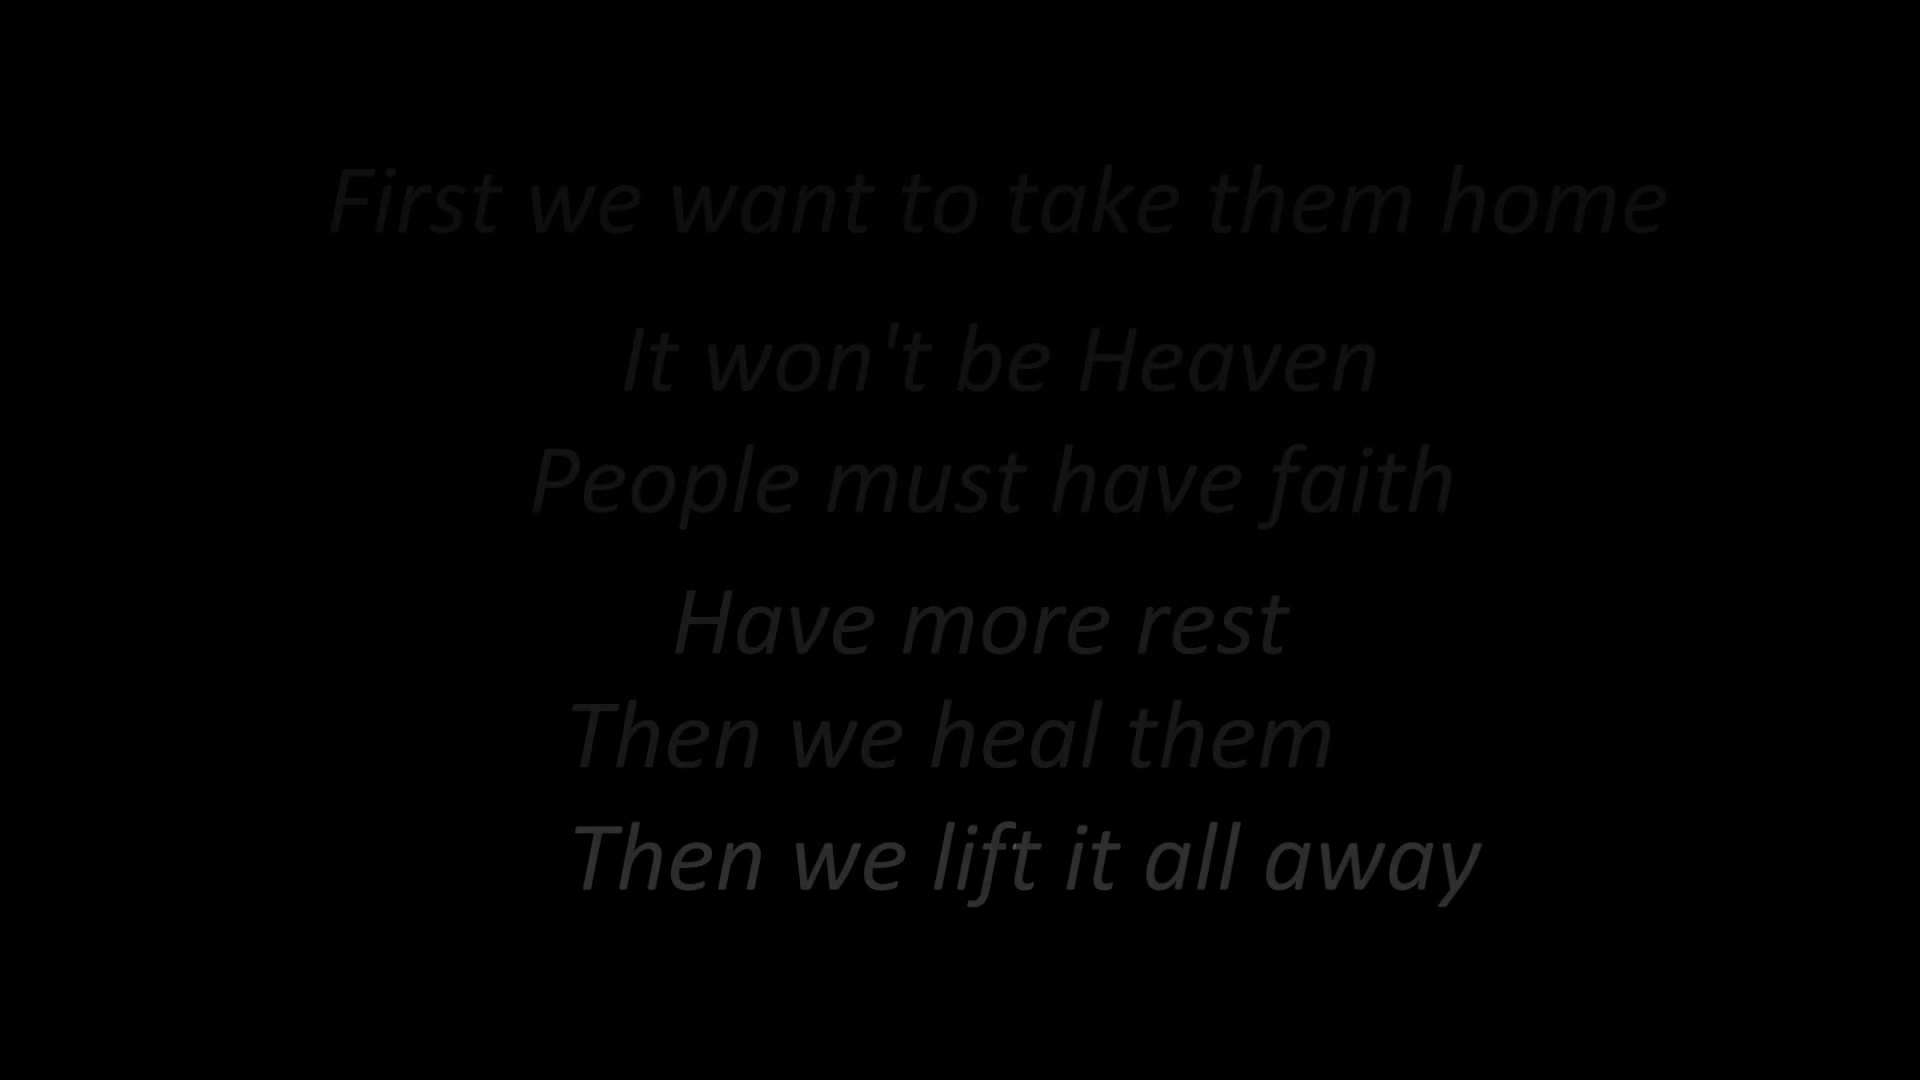 First we want to take them home
It won't be Heaven
People must have faith
Have more rest
Then we heal them
Then we lift it all away